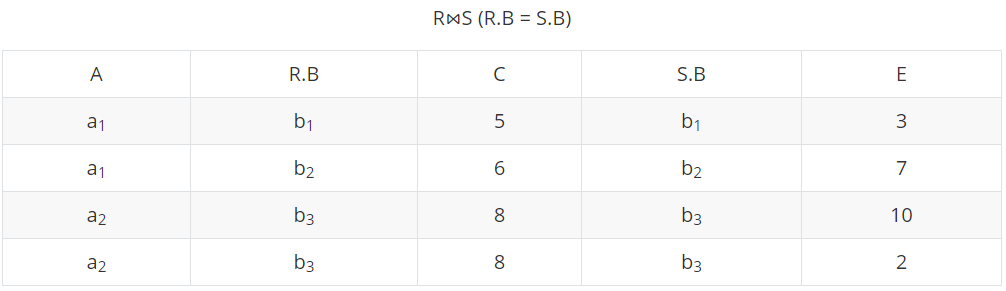 R⋈S (R.B = S.B)
A R.B C S.B E
a₁ b₁ 5 b₁ 3
a₁ b₂ 6 b₂ 7
a₂ b₃ 8 b₃ 10
a₂ b₃ 8 b₃ 2